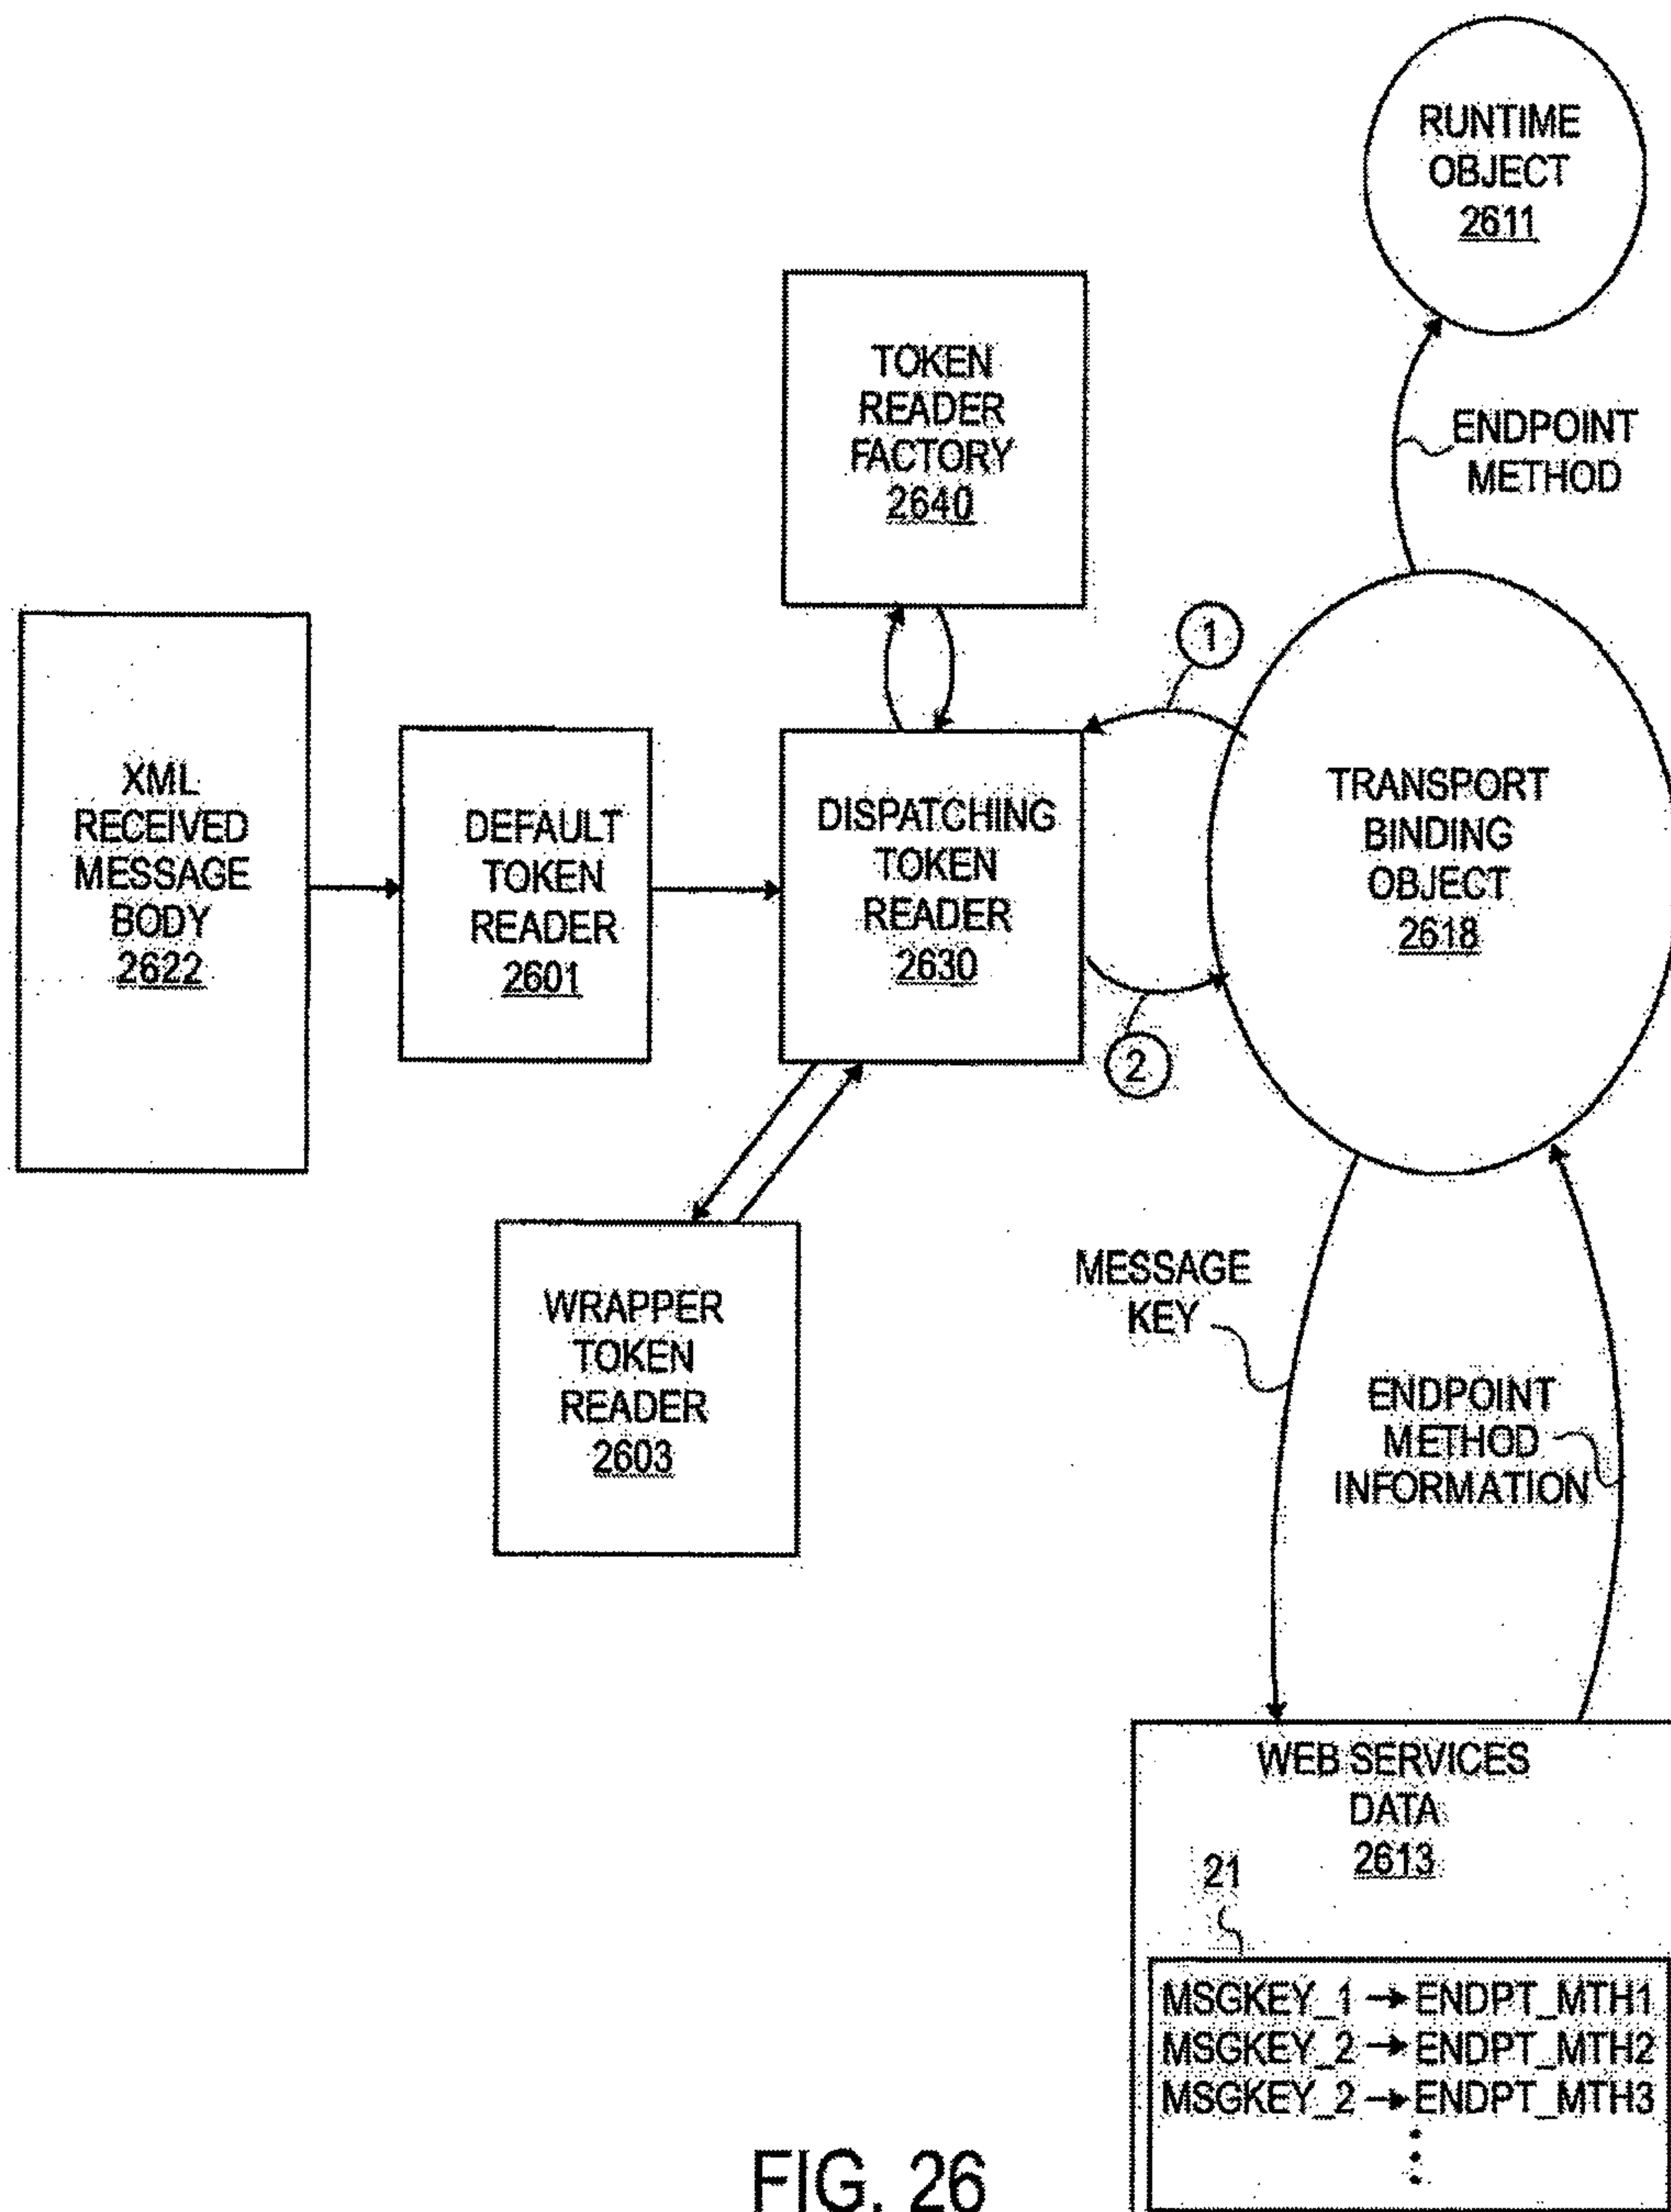 RUNTIME
OBJECT
2611
TOKEN
READER
FACTORY
2640
ENDPOINT
METHOD
1
XML
RECEIVED
MESSAGE
BODY
2622
DEFAULT
TOKEN
READER
2601
DISPATCHING
TOKEN
READER
2630
TRANSPORT
BINDING
OBJECT
2618
2
WRAPPER
TOKEN
READER
2603
MESSAGE
KEY
ENDPOINT
METHOD
INFORMATION
WEB SERVICES
DATA
2613
21
MSGKEY_1 → ENDPT_MTH1
MSGKEY_2 → ENDPT_MTH2
MSGKEY_2 → ENDPT_MTH3
FIG. 26